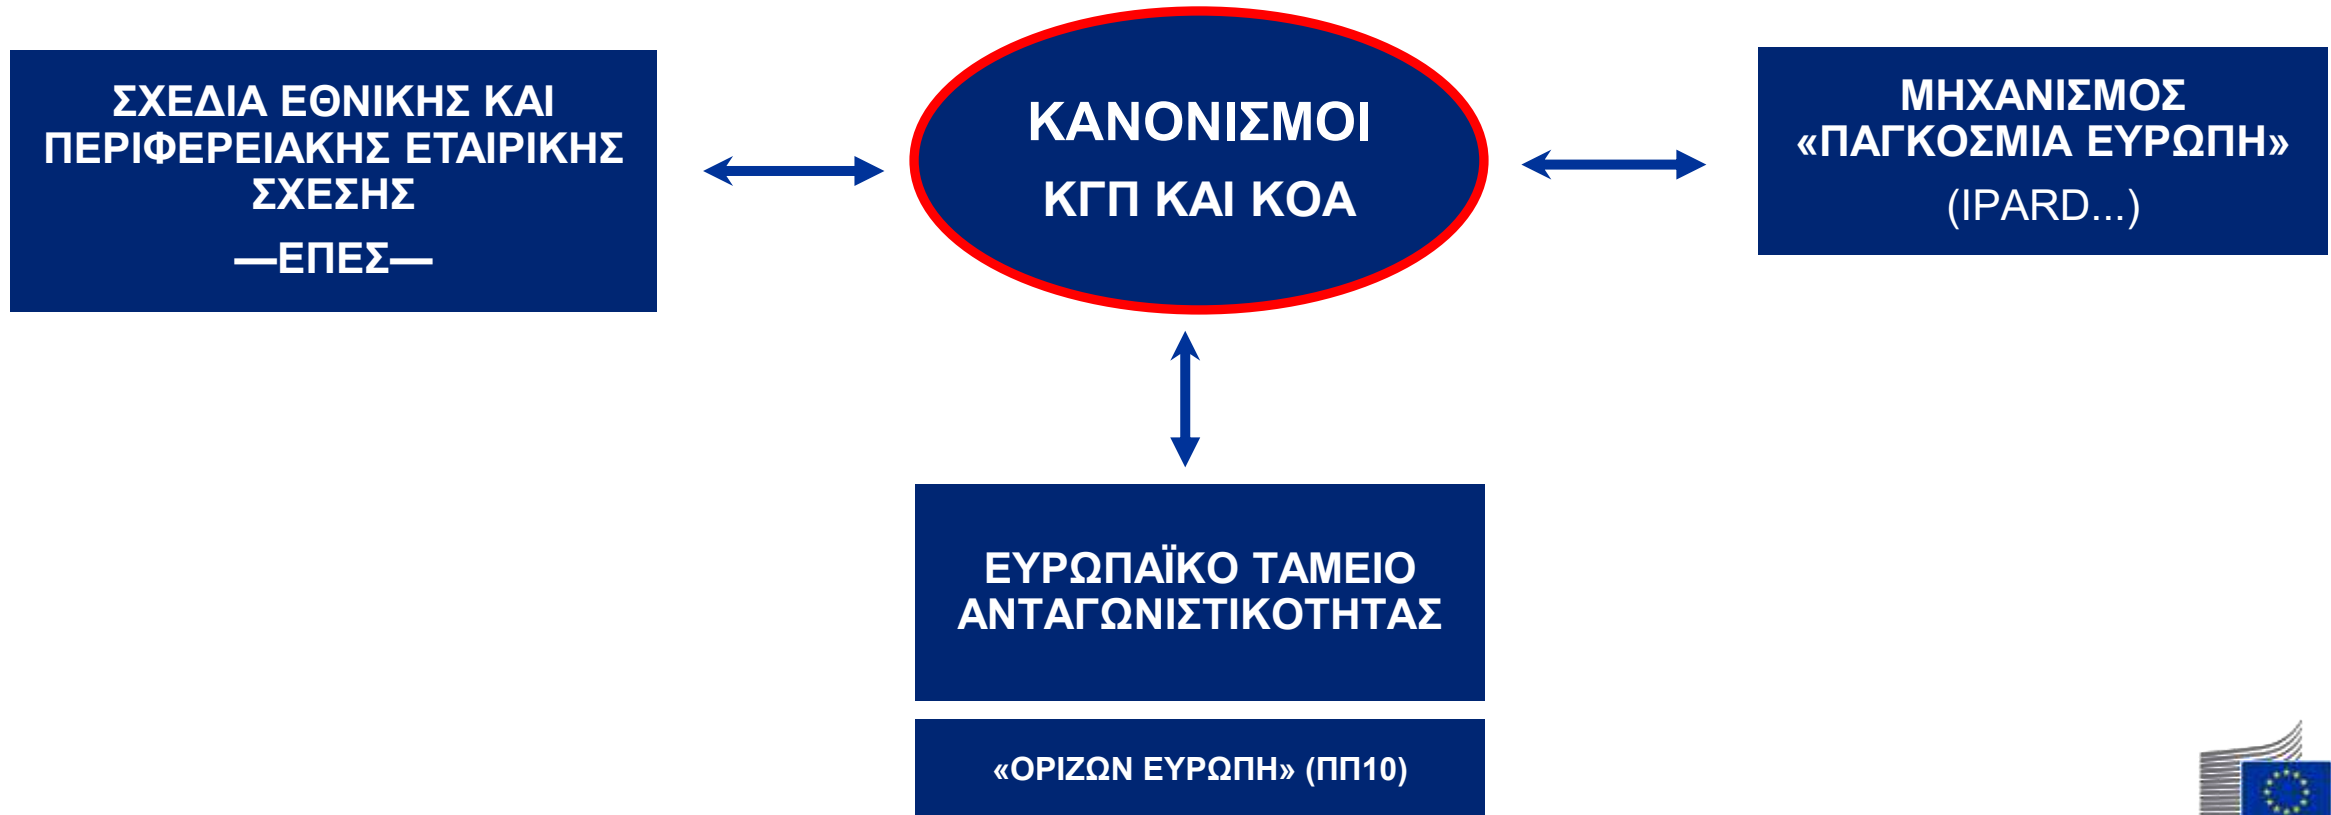 ΣΧΕΔΙΑ ΕΘΝΙΚΗΣ ΚΑΙ
ΠΕΡΙΦΕΡΕΙΑΚΗΣ ΕΤΑΙΡΙΚΗΣ
ΣΧΕΣΗΣ
—ΕΠΕΣ—
ΚΑΝΟΝΙΣΜΟΙ
ΚΓΠ ΚΑΙ ΚΟΑ
ΜΗΧΑΝΙΣΜΟΣ
«ΠΑΓΚΟΣΜΙΑ ΕΥΡΩΠΗ»
(IPARD...)
ΕΥΡΩΠΑΪΚΟ ΤΑΜΕΙΟ
ΑΝΤΑΓΩΝΙΣΤΙΚΟΤΗΤΑΣ
«ΟΡΙΖΩΝ ΕΥΡΩΠΗ» (ΠΠ10)